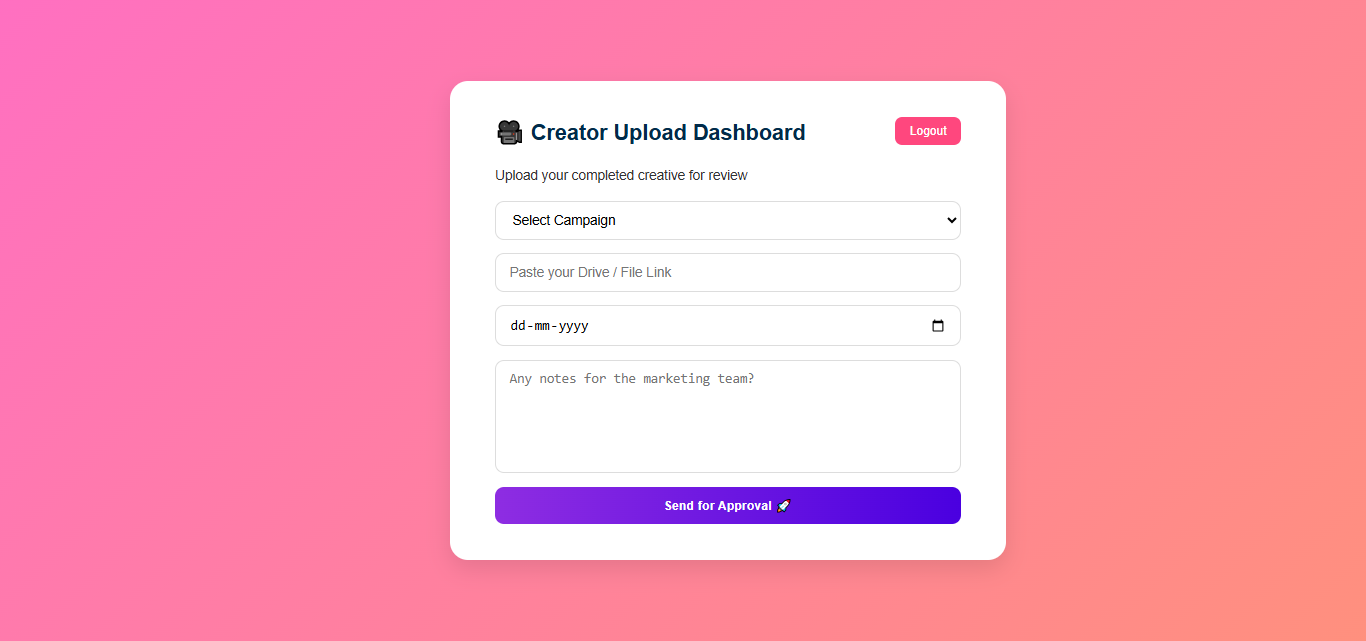 🎥 Creator Upload Dashboard
Logout
Upload your completed creative for review
Select Campaign
Paste your Drive / File Link
dd-mm-yyyy
Any notes for the marketing team?
Send for Approval 🚀